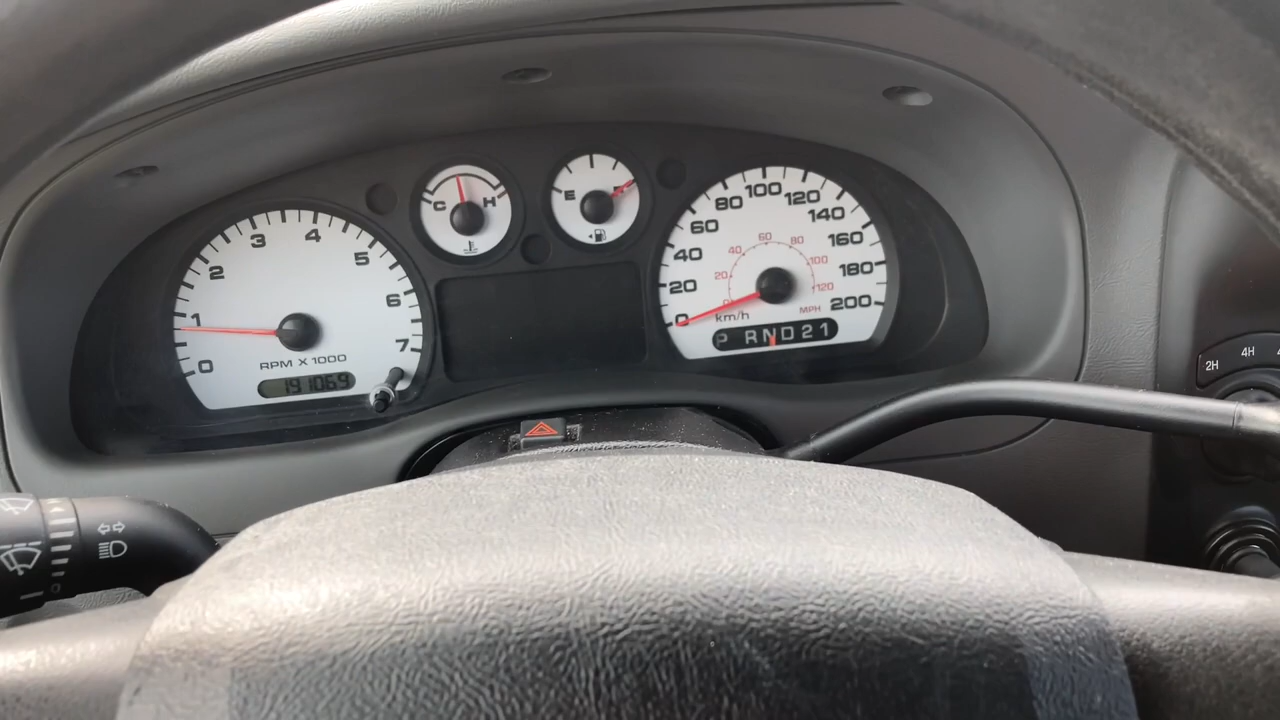 0 1 2 3 4 5 6 7
RPM X 1000
191069
C H
E F
0 20 40 60 80 100 120 140 160 180 200
20 40 60 80 100 120
km/h
MPH
P RND21
2H 4H